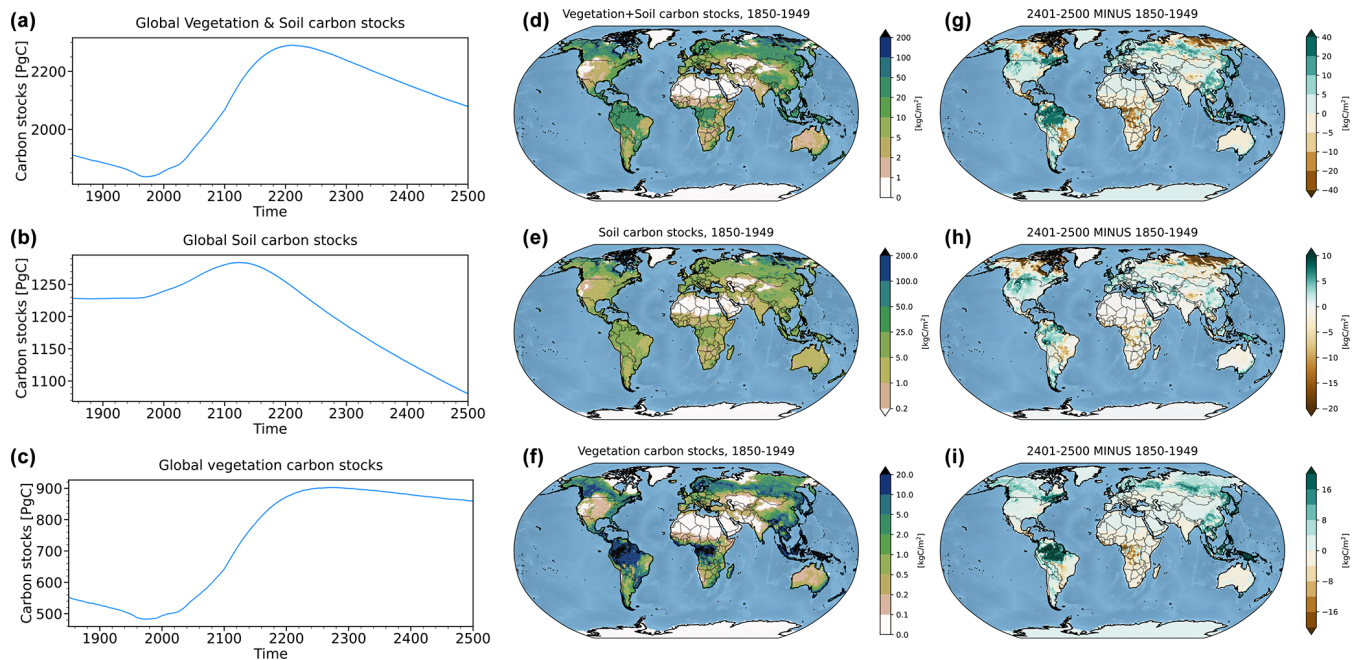 (a)
Global Vegetation & Soil carbon stocks
Carbon stocks [PgC]
2200
2000
1900
2000
2100
2200
2300
2400
2500
Time
(b)
Global Soil carbon stocks
Carbon stocks [PgC]
1250
1200
1150
1100
1900
2000
2100
2200
2300
2400
2500
Time
(c)
Global vegetation carbon stocks
Carbon stocks [PgC]
900
800
700
600
500
1900
2000
2100
2200
2300
2400
2500
Time
(d)
Vegetation+Soil carbon stocks, 1850-1949
200
100
50
20
10
5
2
1
0
[kgC/m²]
(e)
Soil carbon stocks, 1850-1949
200.0
100.0
50.0
25.0
5.0
1.0
0.2
[kgC/m²]
(f)
Vegetation carbon stocks, 1850-1949
20.0
10.0
5.0
2.0
1.0
0.5
0.2
0.1
0.0
[kgC/m²]
(g)
2401-2500 MINUS 1850-1949
40
20
10
5
0
−5
−10
−20
−40
[kgC/m²]
(h)
2401-2500 MINUS 1850-1949
10
5
0
−5
−10
−15
−20
[kgC/m²]
(i)
2401-2500 MINUS 1850-1949
16
8
4
0
−4
−8
−16
[kgC/m²]